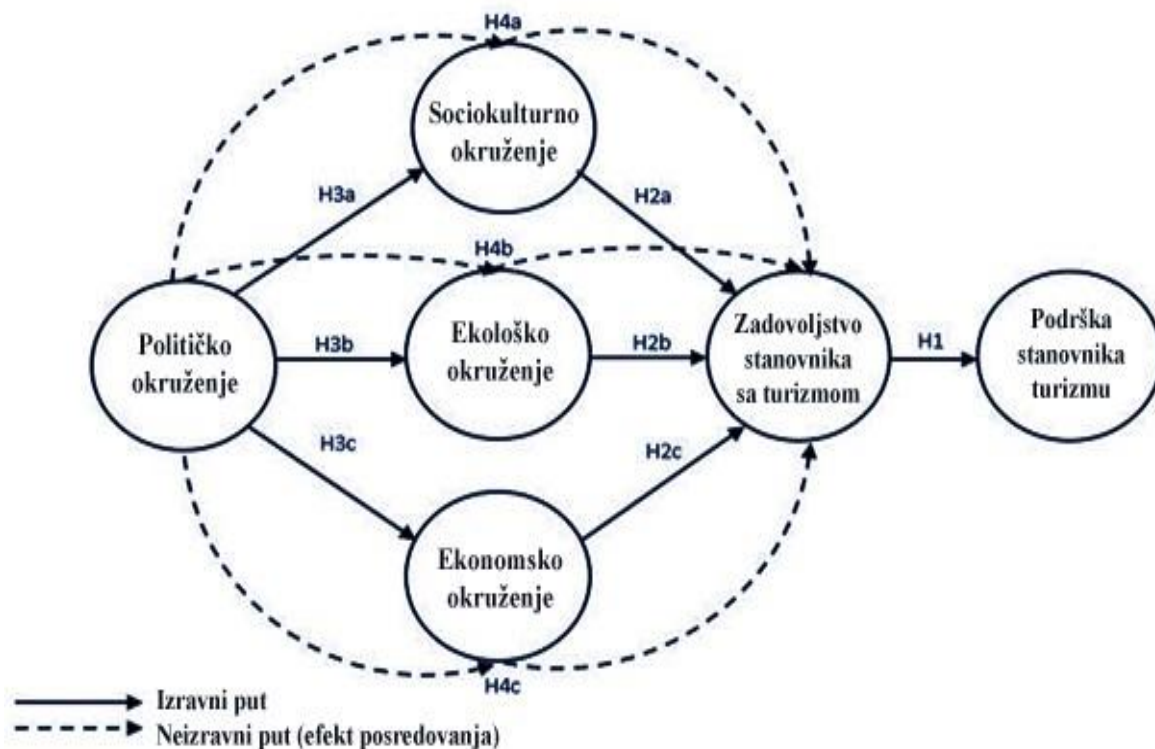 H4a
Sociokulturno
okruženje
H3a
H2a
H4b
Političko
okruženje
H3b
Ekološko
okruženje
H2b
Zadovoljstvo
stanovnika
sa turizmom
H1
Podrška
stanovnika
turizmu
H3c
H2c
Ekonomsko
okruženje
H4c
Izravni put
Neizravni put (efekt posredovanja)